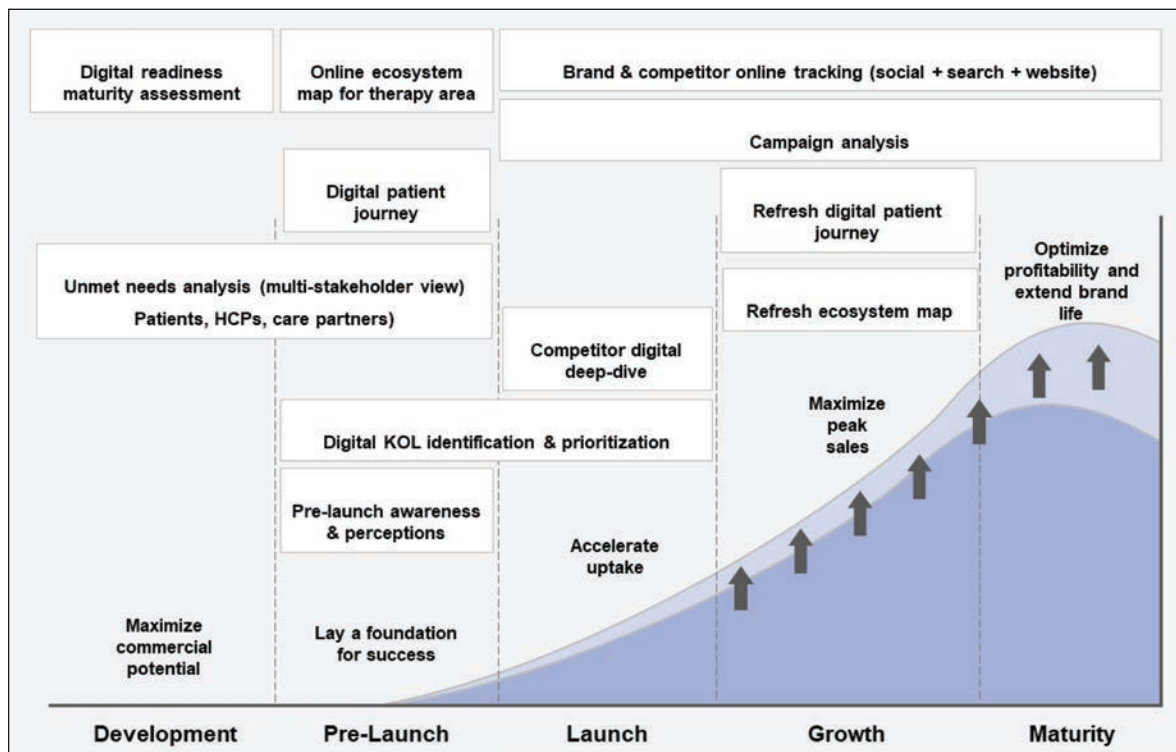 Digital readiness
maturity assessment
Online ecosystem
map for therapy area
Brand & competitor online tracking (social + search + website)
Campaign analysis
Digital patient
journey
Refresh digital patient
journey
Unmet needs analysis (multi-stakeholder view)
Patients, HCPs, care partners)
Optimize
profitability and
extend brand
life
Refresh ecosystem map
Competitor digital
deep-dive
Maximize
peak
sales
Digital KOL identification & prioritization
Pre-launch awareness
& perceptions
Accelerate
uptake
Maximize
commercial
potential
Lay a foundation
for success
Development
Pre-Launch
Launch
Growth
Maturity